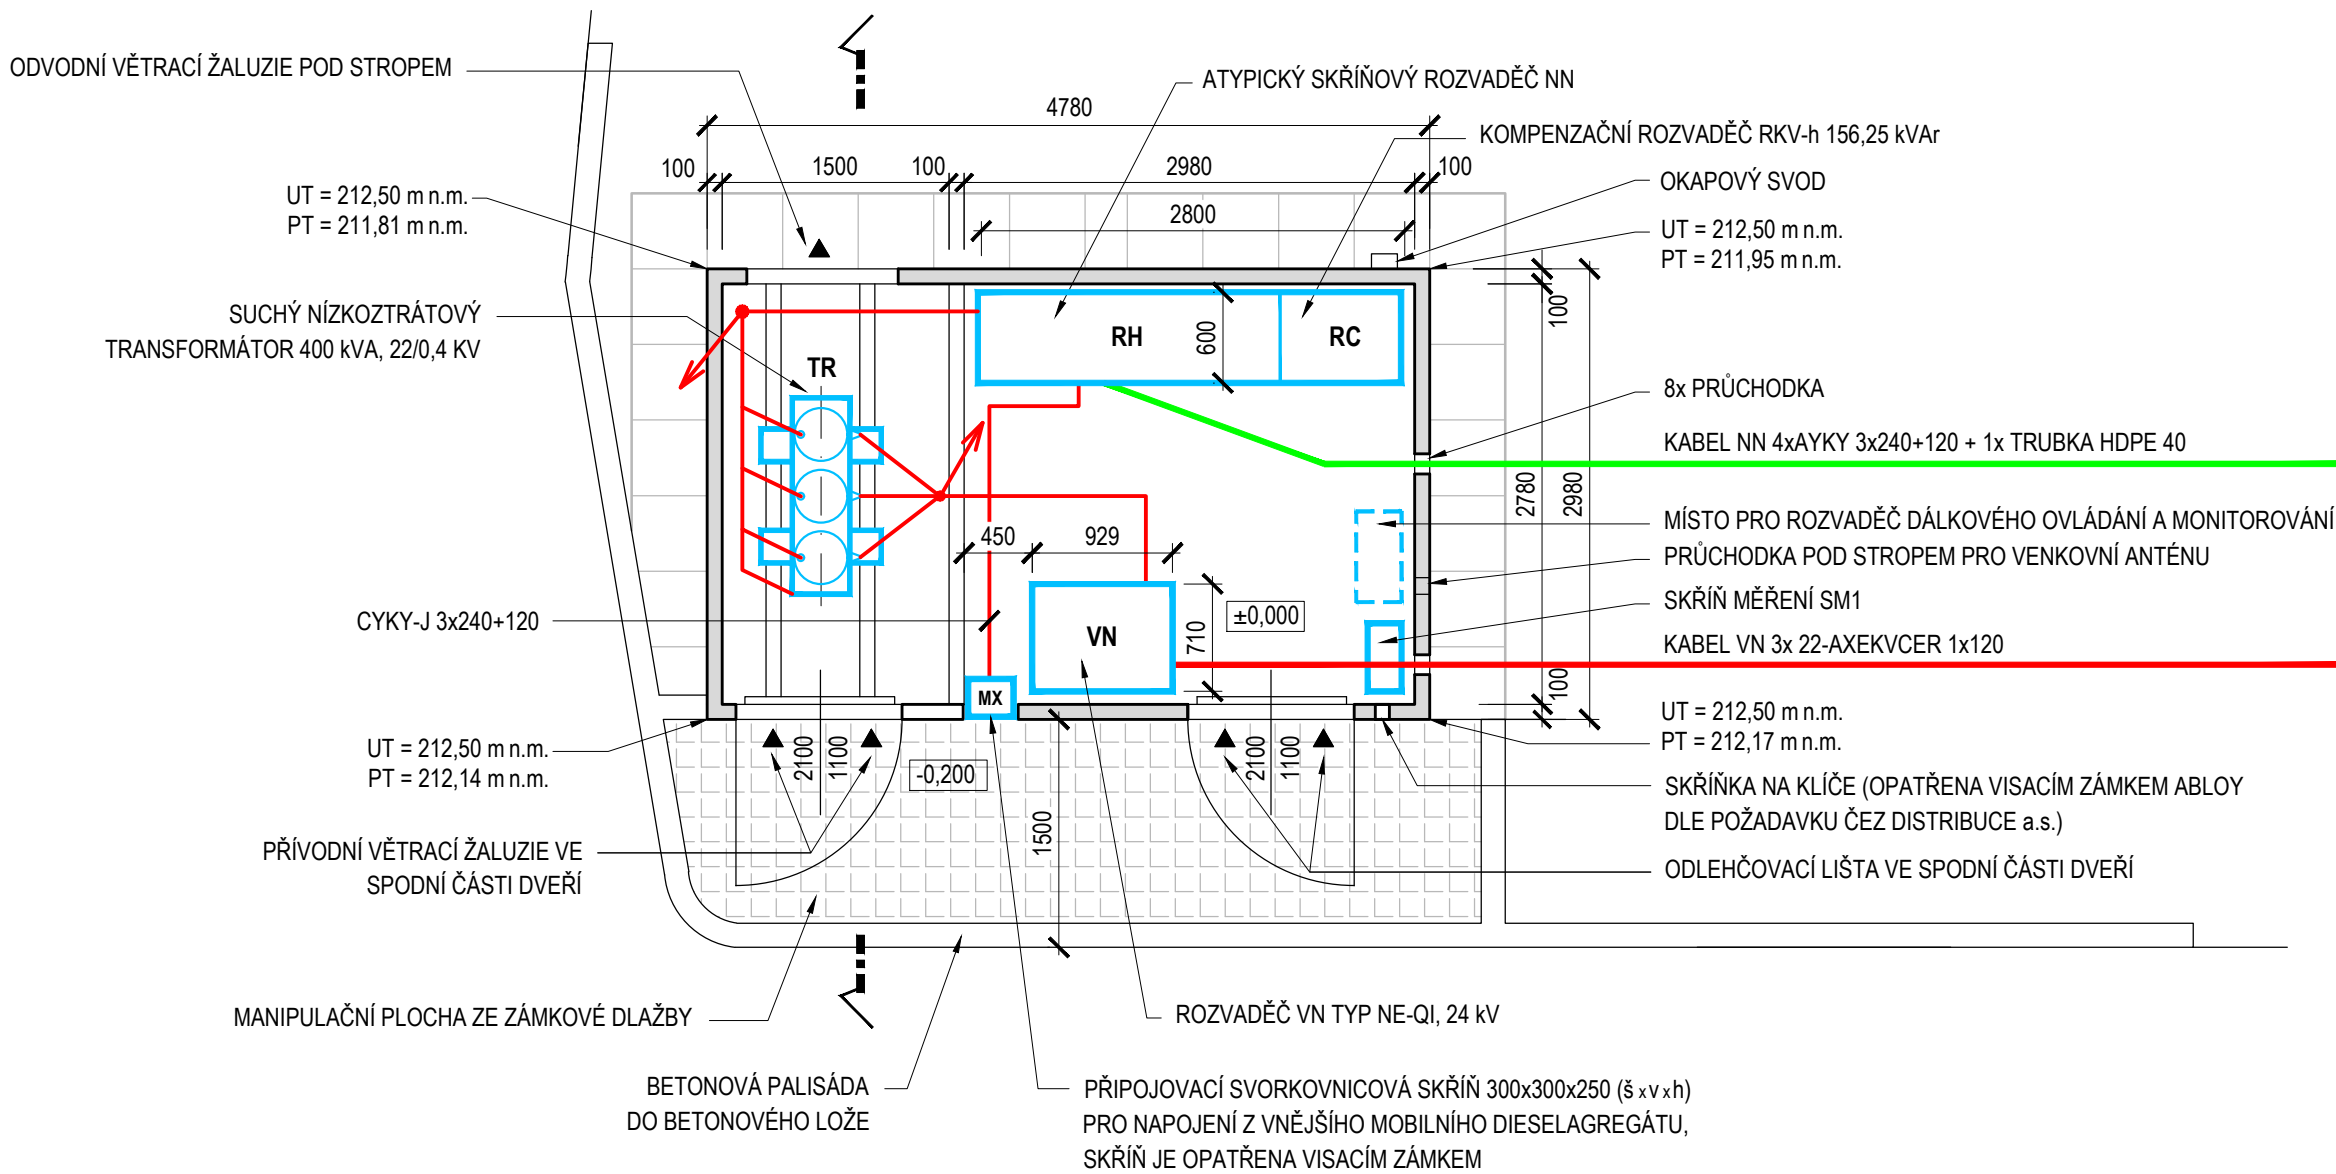 ODVODNÍ VĚTRACÍ ŽALUZIE POD STROPEM
ATYPICKÝ SKŘÍŇOVÝ ROZVADĚČ NN
4780
KOMPENZAČNÍ ROZVADĚČ RKV-h 156,25 kVAr
100
1500
100
2980
100
OKAPOVÝ SVOD
UT = 212,50 m n.m.
PT = 211,81 m n.m.
2800
UT = 212,50 m n.m.
PT = 211,95 m n.m.
SUCHÝ NÍZKOZTRÁTOVÝ
TRANSFORMÁTOR 400 kVA, 22/0,4 KV
TR
RH
600
RC
100
8x PRŮCHODKA
KABEL NN 4xAYKY 3x240+120 + 1x TRUBKA HDPE 40
2780
2980
MÍSTO PRO ROZVADĚČ DÁLKOVÉHO OVLÁDÁNÍ A MONITOROVÁNÍ
450
929
PRŮCHODKA POD STROPEM PRO VENKOVNÍ ANTÉNU
SKŘÍŇ MĚŘENÍ SM1
CYKY-J 3x240+120
VN
710
±0,000
KABEL VN 3x 22-AXEKVCER 1x120
100
MX
UT = 212,50 m n.m.
PT = 212,17 m n.m.
UT = 212,50 m n.m.
PT = 212,14 m n.m.
2100
1100
-0,200
2100
1100
SKŘÍŇKA NA KLÍČE (OPATŘENA VISACÍM ZÁMKEM ABLOY
DLE POŽADAVKU ČEZ DISTRIBUCE a.s.)
1500
PŘÍVODNÍ VĚTRACÍ ŽALUZIE VE
SPODNÍ ČÁSTI DVEŘÍ
ODLEHČOVACÍ LIŠTA VE SPODNÍ ČÁSTI DVEŘÍ
MANIPULAČNÍ PLOCHA ZE ZÁMKOVÉ DLAŽBY
ROZVADĚČ VN TYP NE-QI, 24 kV
BETONOVÁ PALISÁDA
DO BETONOVÉHO LOŽE
PŘIPOJOVACÍ SVORKOVNICOVÁ SKŘÍŇ 300x300x250 (š x v x h)
PRO NAPOJENÍ Z VNĚJŠÍHO MOBILNÍHO DIESELAGREGÁTU,
SKŘÍŇ JE OPATŘENA VISACÍM ZÁMKEM